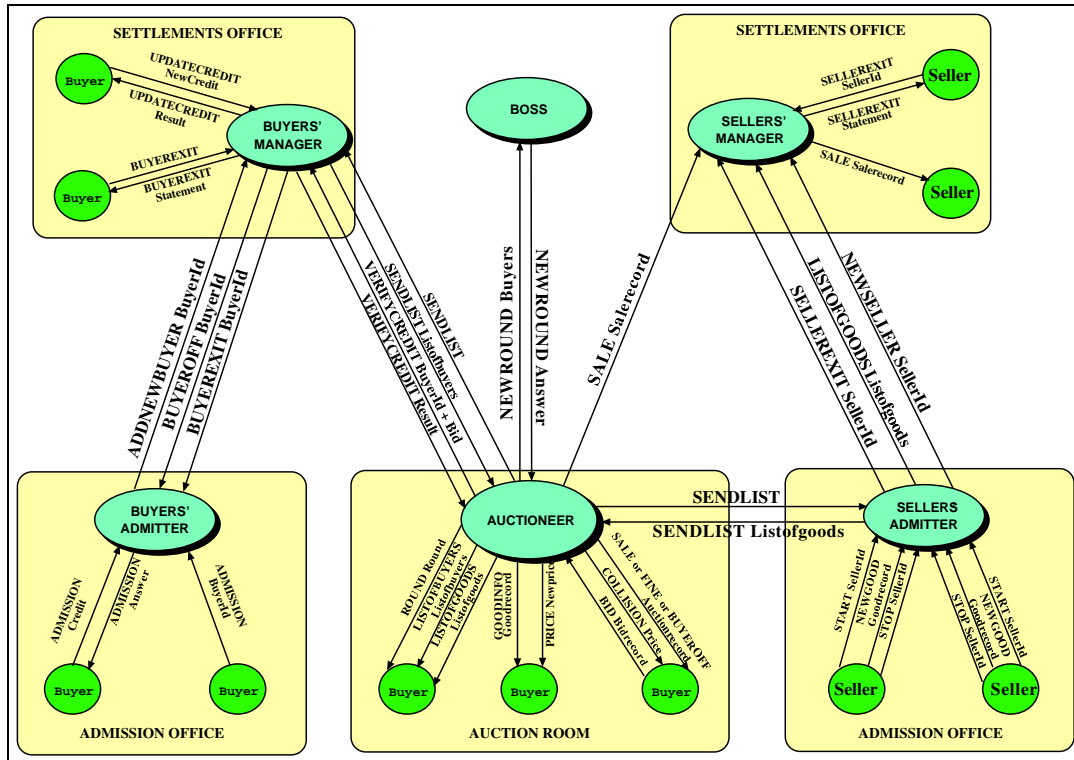 SETTLEMENTS OFFICE
Buyer
UPDATECREDIT
NewCredit
UPDATECREDIT
Result
BUYERS'
MANAGER
BUYEREXIT
BUYEREXIT
Statement
Buyer
BOSS
SETTLEMENTS OFFICE
SELLEREXIT
SellerId
SELLEREXIT
Statement
Seller
SELLERS'
MANAGER
SALE Salerecord
Seller
ADDNEWBUYER BuyerId
BUYEROFF BuyerId
BUYEREXIT BuyerId
SENDLIST
SENDLIST Listofbuyers
VERIFYCREDIT BuyerId + Bid
VERIFYCREDIT Result
NEWROUND Buyers
NEWROUND Answer
SALE Salerecord
NEWSELLER SellerId
LISTOFGOODS Listofgoods
SELLEREXIT SellerId
BUYERS'
ADMITTER
ADMISSION
Credit
ADMISSION
Answer
ADMISSION
BuyerId
Buyer
Buyer
ADMISSION OFFICE
AUCTIONEER
SENDLIST
SENDLIST Listofgoods
ROUND Round
LISTOFBUYERS
Listofbuyers
LISTOFGOODS
Listofgoods
GOODINFO
Goodrecord
PRICE Newprice
SALE or FINE or BUYEROFF
Auctionrecord
COLLISION Price
BID Bidrecord
Buyer
Buyer
Buyer
AUCTION ROOM
SELLERS
ADMITTER
START SellerId
NEWGOOD
Goodrecord
STOP SellerId
START SellerId
NEWGOOD
Goodrecord
STOP SellerId
Seller
Seller
ADMISSION OFFICE